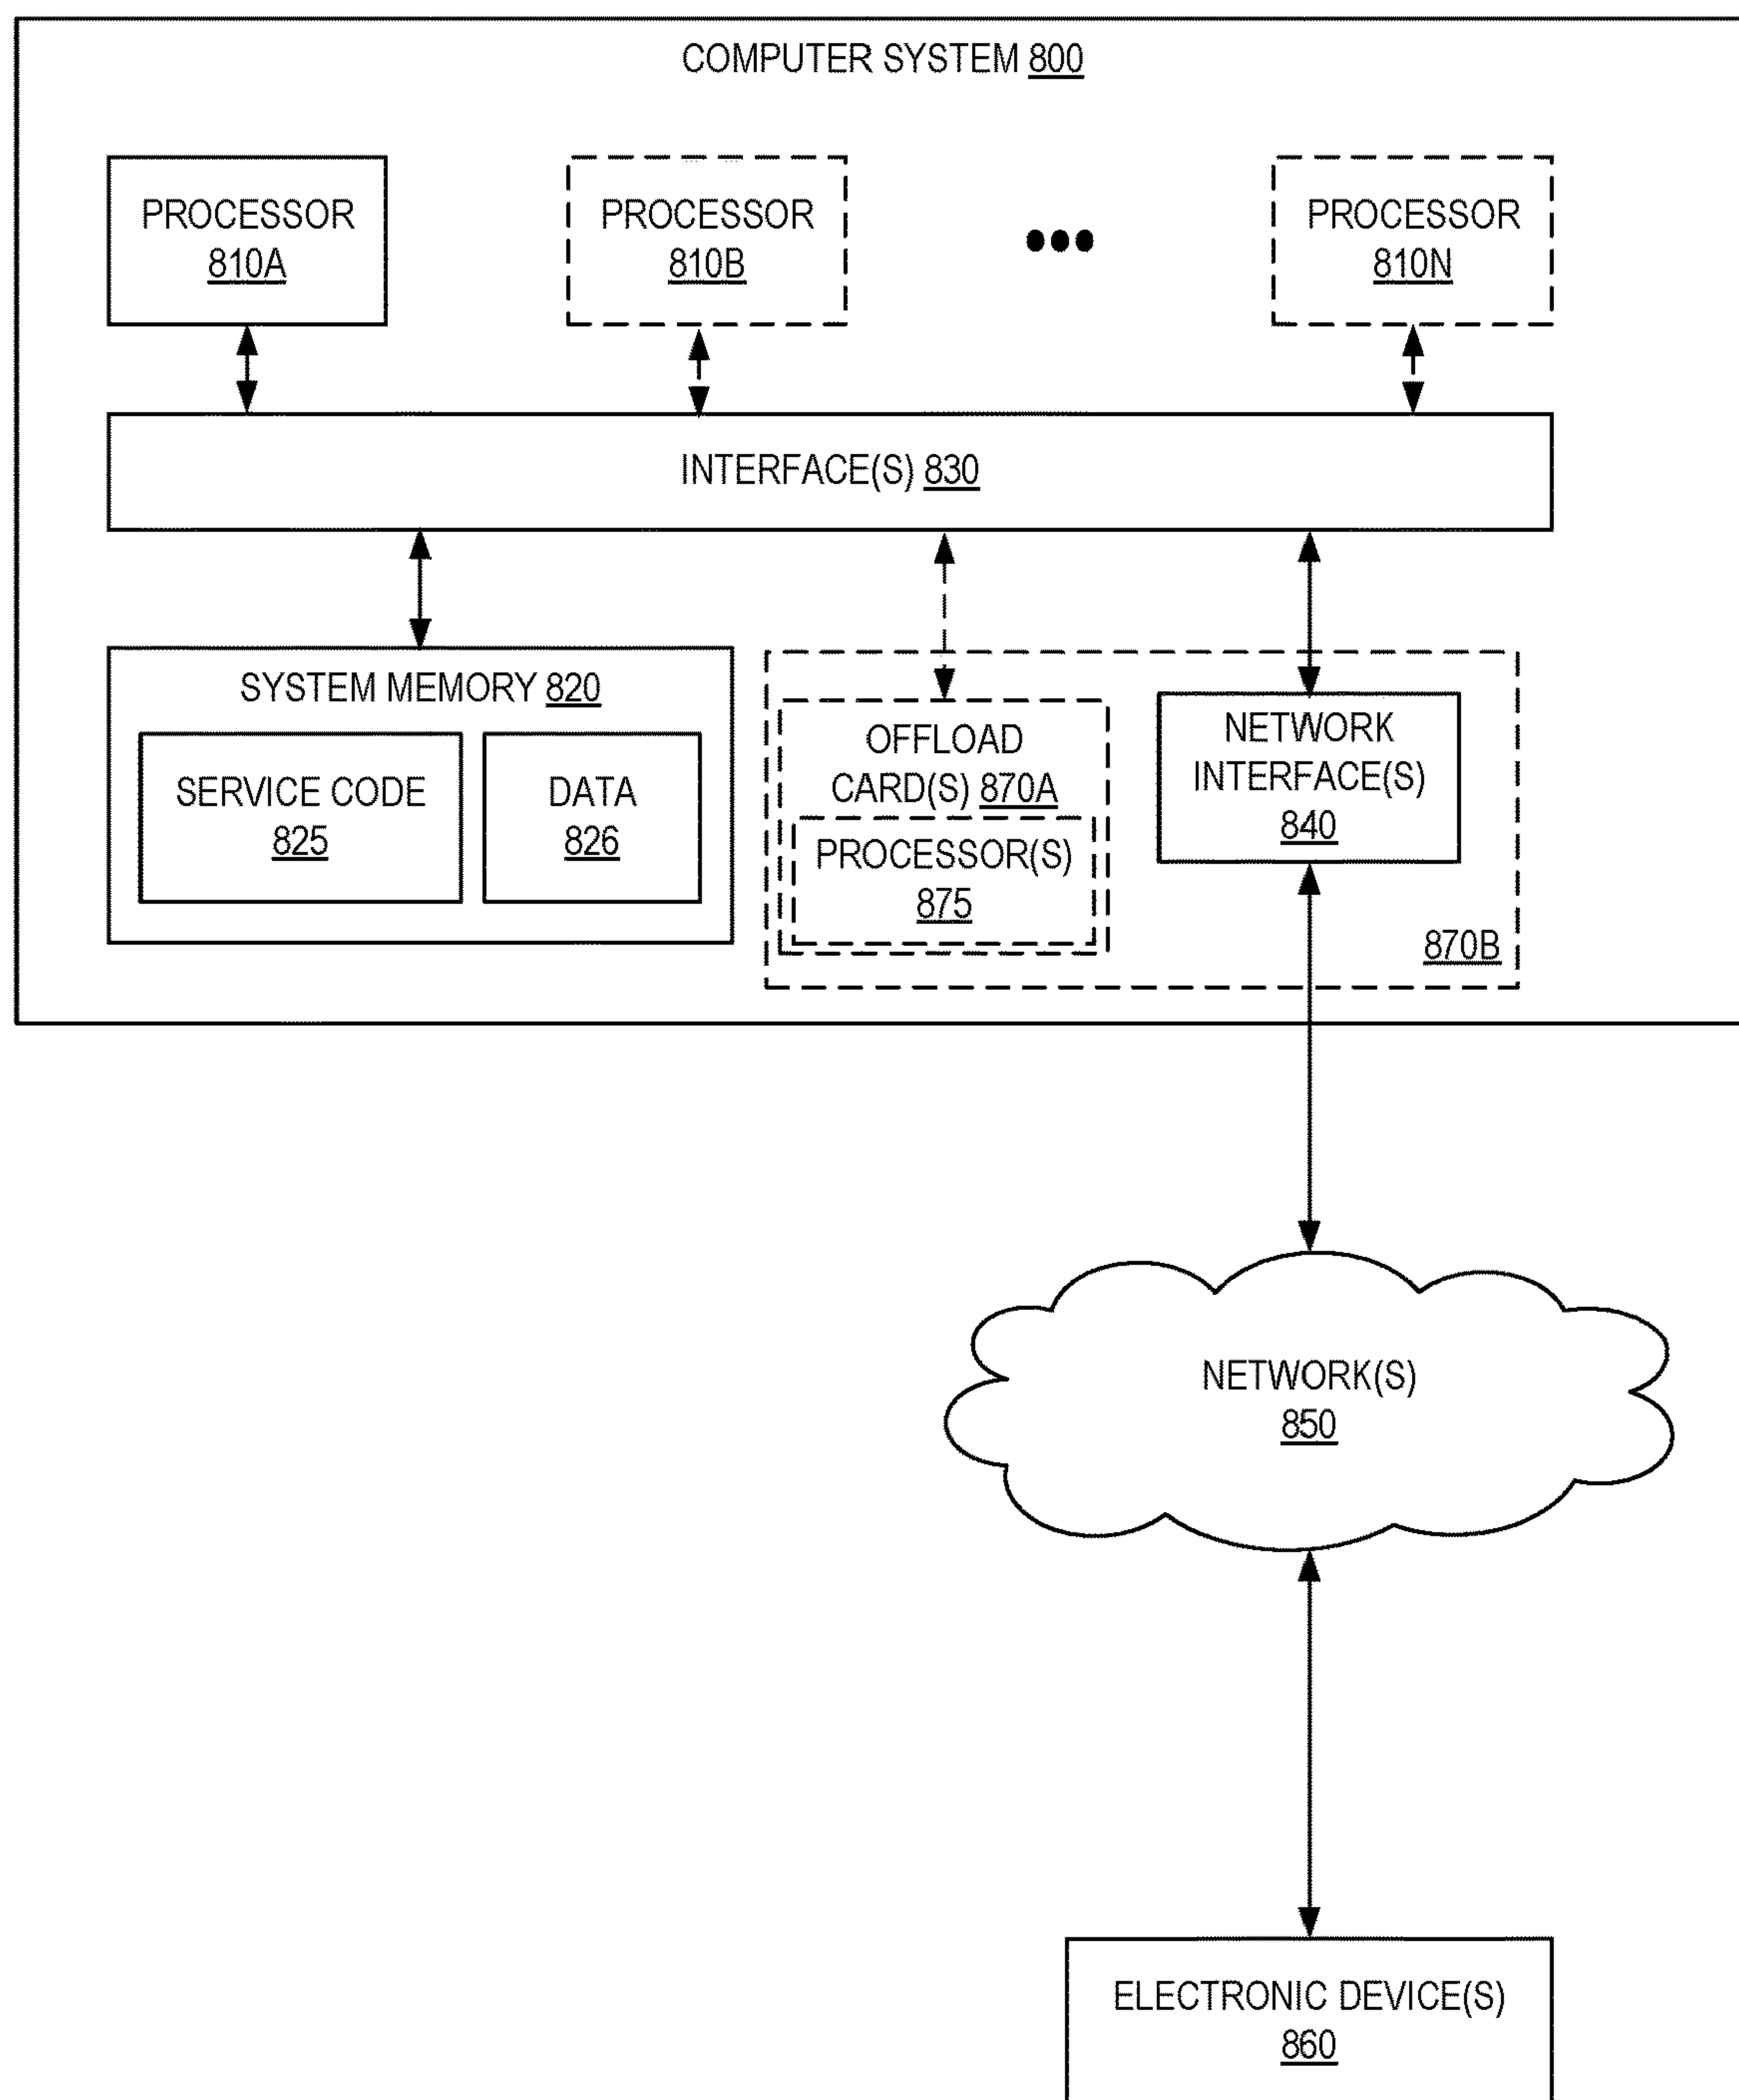 COMPUTER SYSTEM 800
PROCESSOR
810A
PROCESSOR
810B
PROCESSOR
810N
INTERFACE(S) 830
SYSTEM MEMORY 820
SERVICE CODE
825
DATA
826
OFFLOAD
CARD(S) 870A
PROCESSOR(S)
875
NETWORK
INTERFACE(S)
840
870B
NETWORK(S)
850
ELECTRONIC DEVICE(S)
860